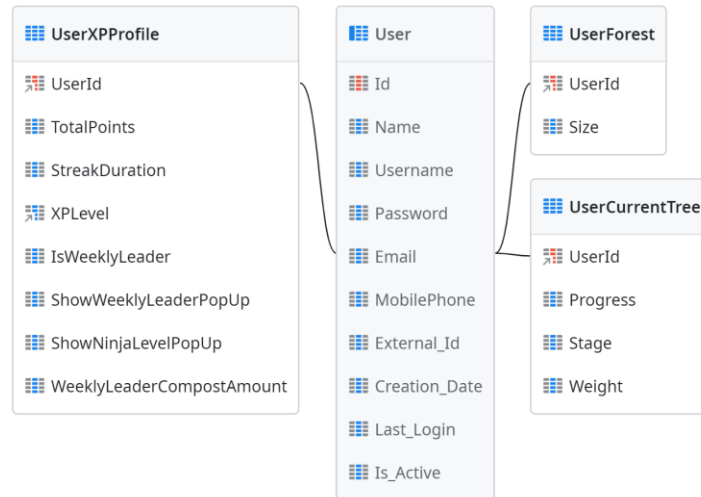 UserXPProfile
UserId
TotalPoints
StreakDuration
XPLevel
IsWeeklyLeader
ShowWeeklyLeaderPopUp
ShowNinjaLevelPopUp
WeeklyLeaderCompostAmount
User
Id
Name
Username
Password
Email
MobilePhone
External_Id
Creation_Date
Last_Login
Is_Active
UserForest
UserId
Size
UserCurrentTree
UserId
Progress
Stage
Weight